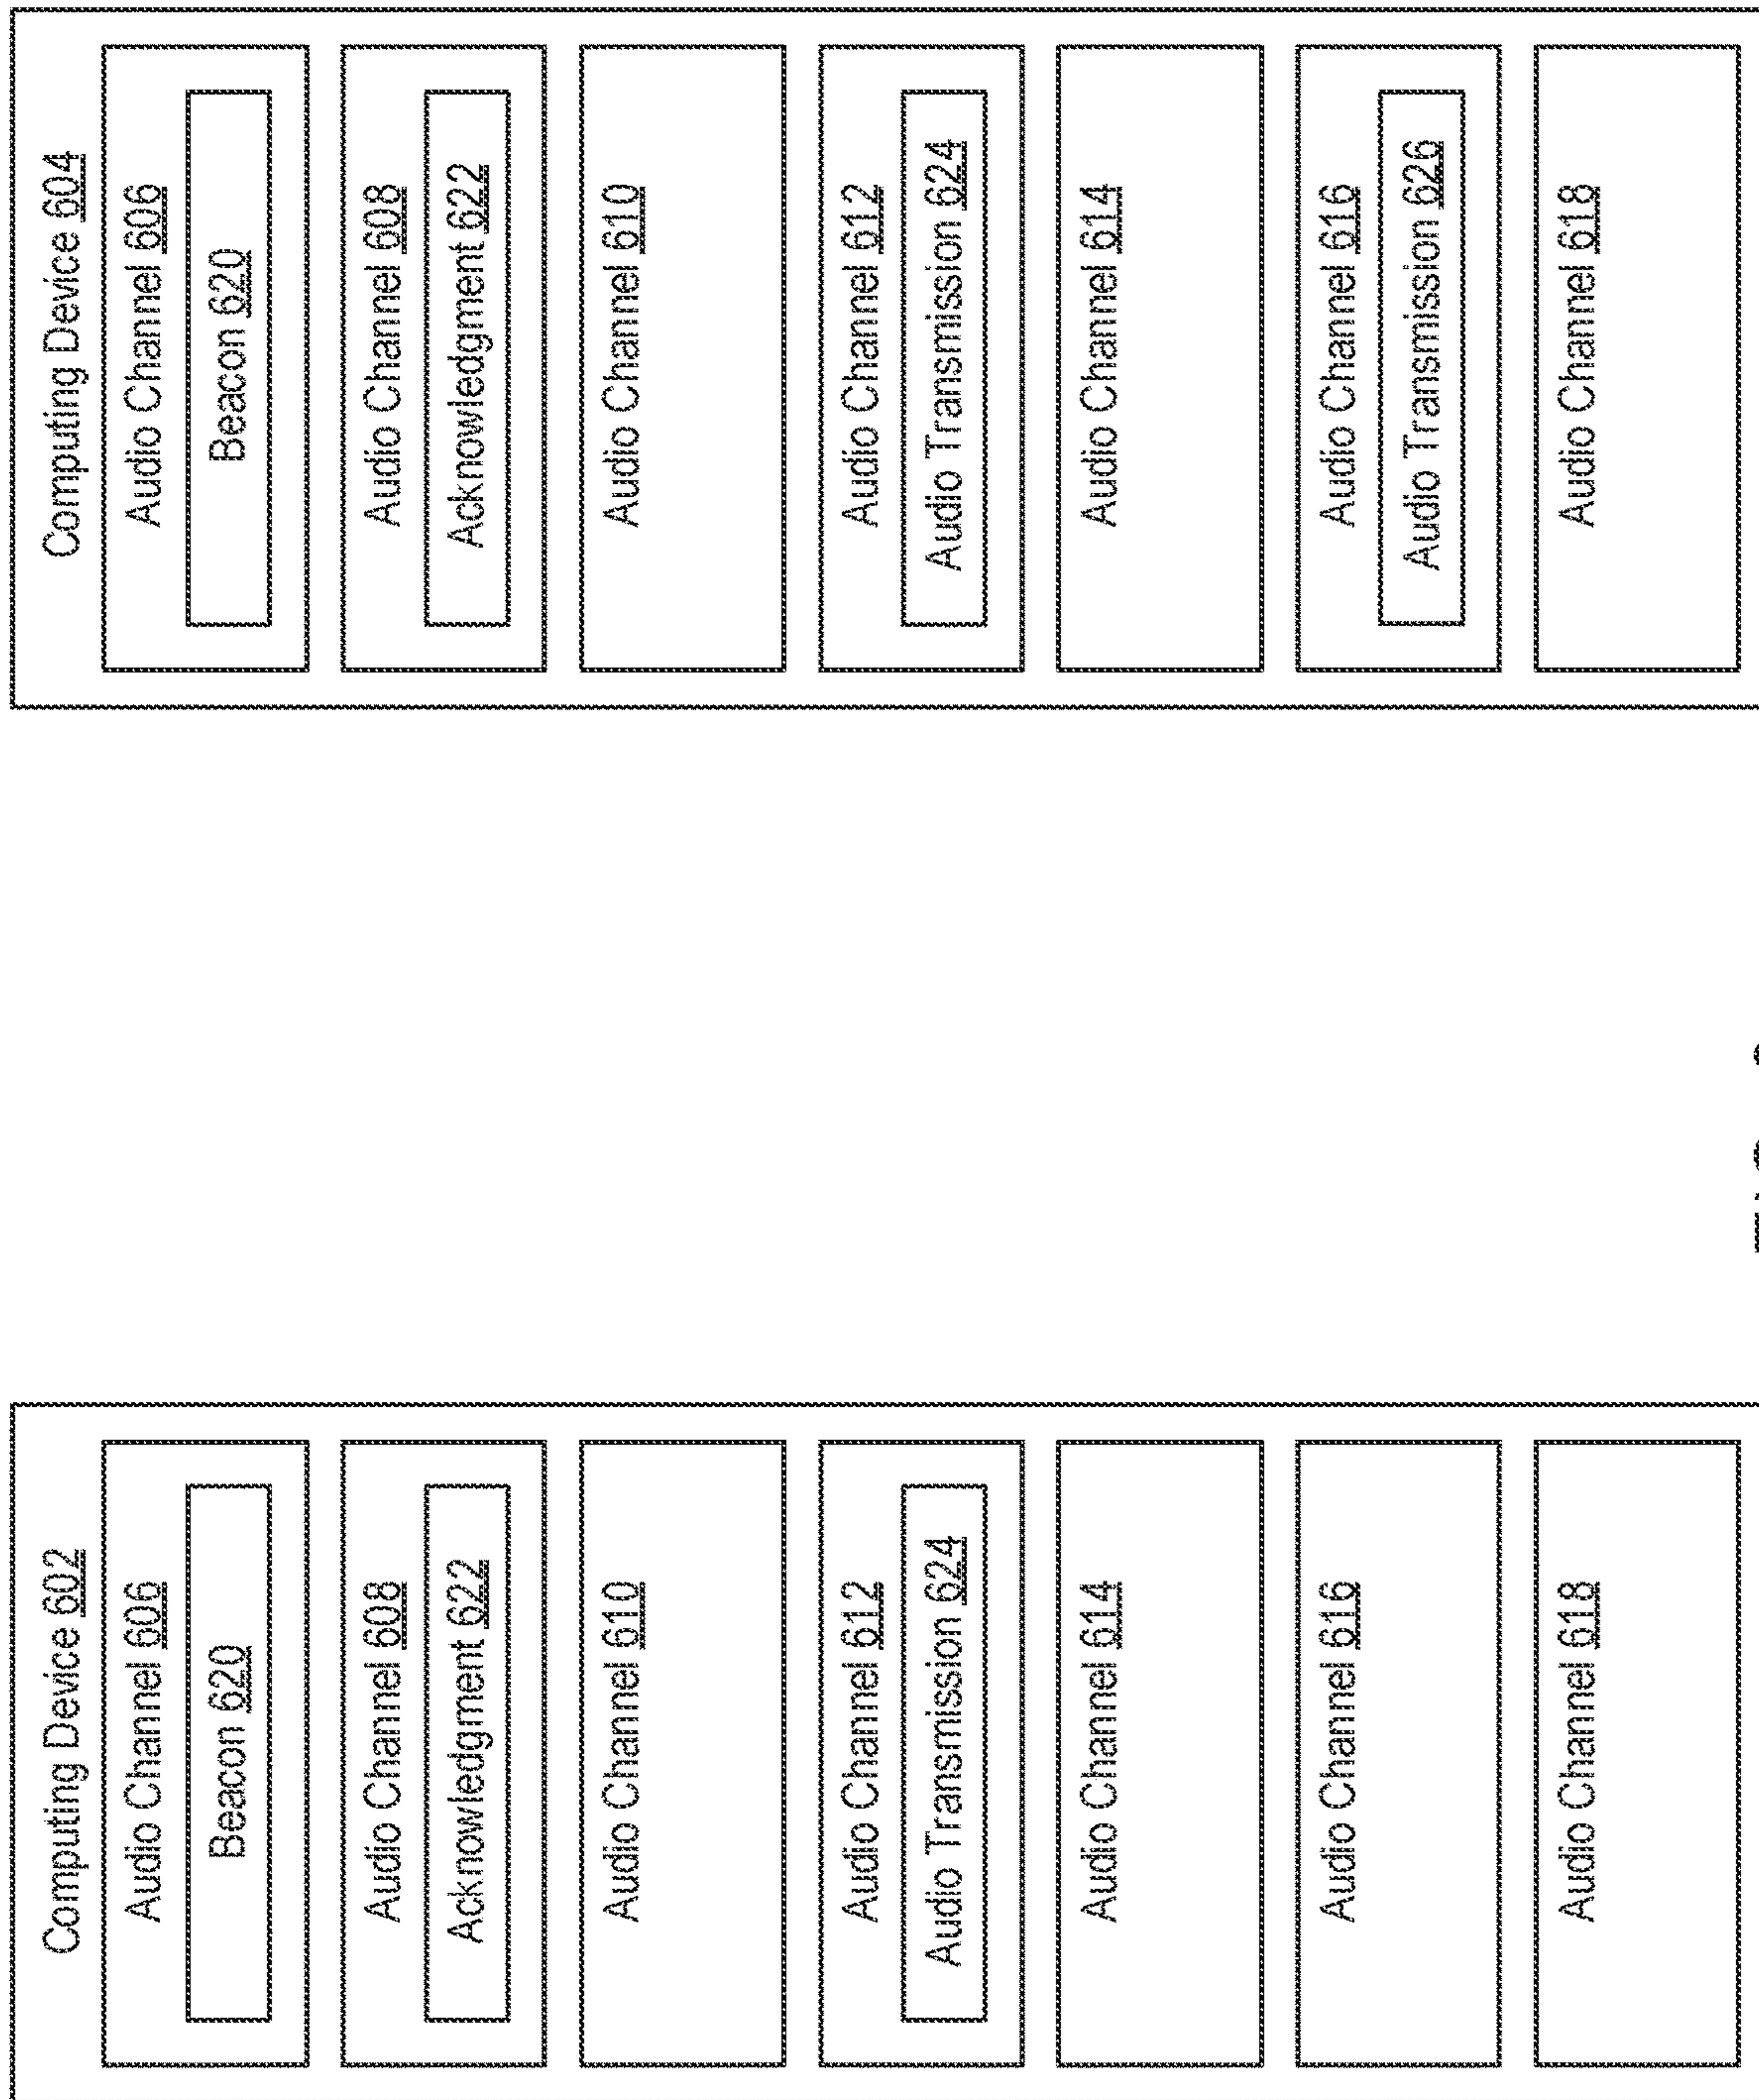 Computing Device 602
Audio Channel 606
Beacon 620
Audio Channel 608
Acknowledgment 622
Audio Channel 610
Audio Channel 612
Audio Transmission 624
Audio Channel 614
Audio Channel 616
Audio Channel 618
Computing Device 604
Audio Channel 606
Beacon 620
Audio Channel 608
Acknowledgment 622
Audio Channel 610
Audio Channel 612
Audio Transmission 624
Audio Channel 614
Audio Channel 616
Audio Transmission 626
Audio Channel 618